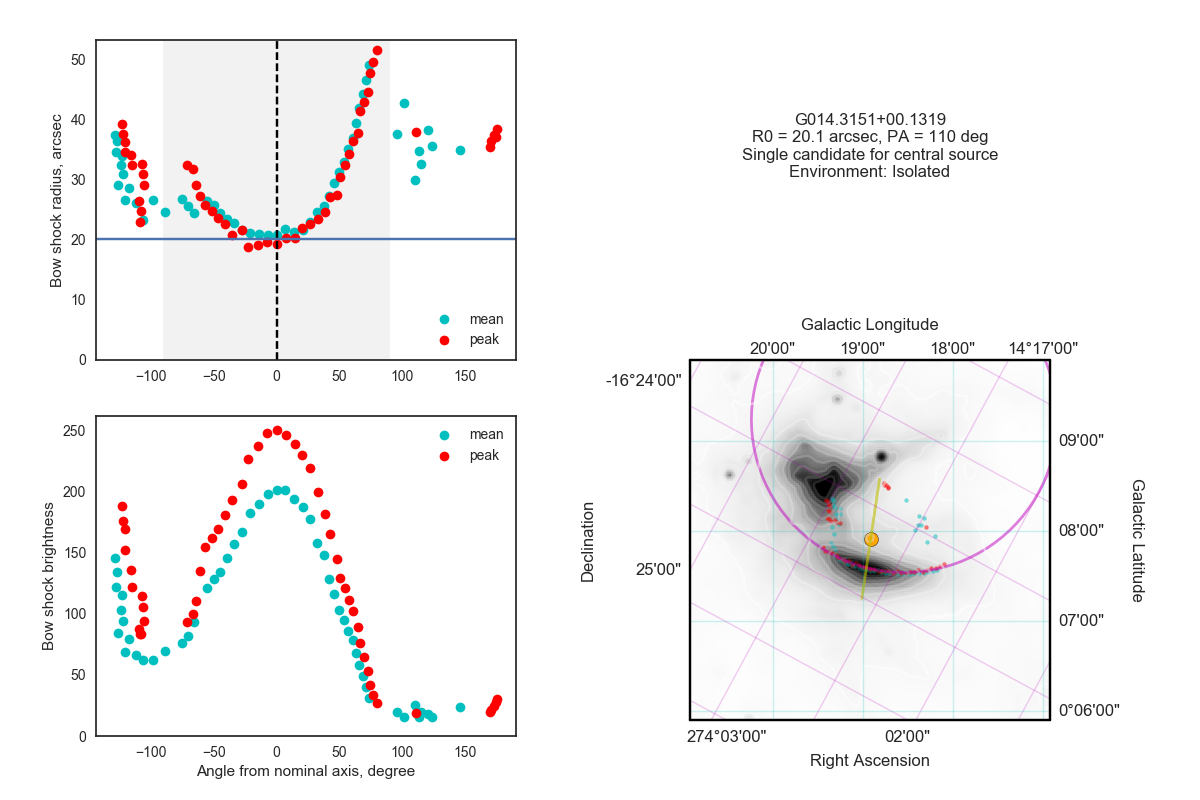 50
40
30
20
10
0
Bow shock radius, arcsec
mean
peak
−100
−50
0
50
100
150
G014.3151+00.1319
R0 = 20.1 arcsec, PA = 110 deg
Single candidate for central source
Environment: Isolated
250
200
150
100
50
0
Bow shock brightness
mean
peak
−100
−50
0
50
100
150
Angle from nominal axis, degree
Galactic Longitude
20'00"
19'00"
18'00"
14°17'00"
-16°24'00"
25'00"
Declination
09'00"
08'00"
07'00"
0°06'00"
Galactic Latitude
274°03'00"
02'00"
Right Ascension